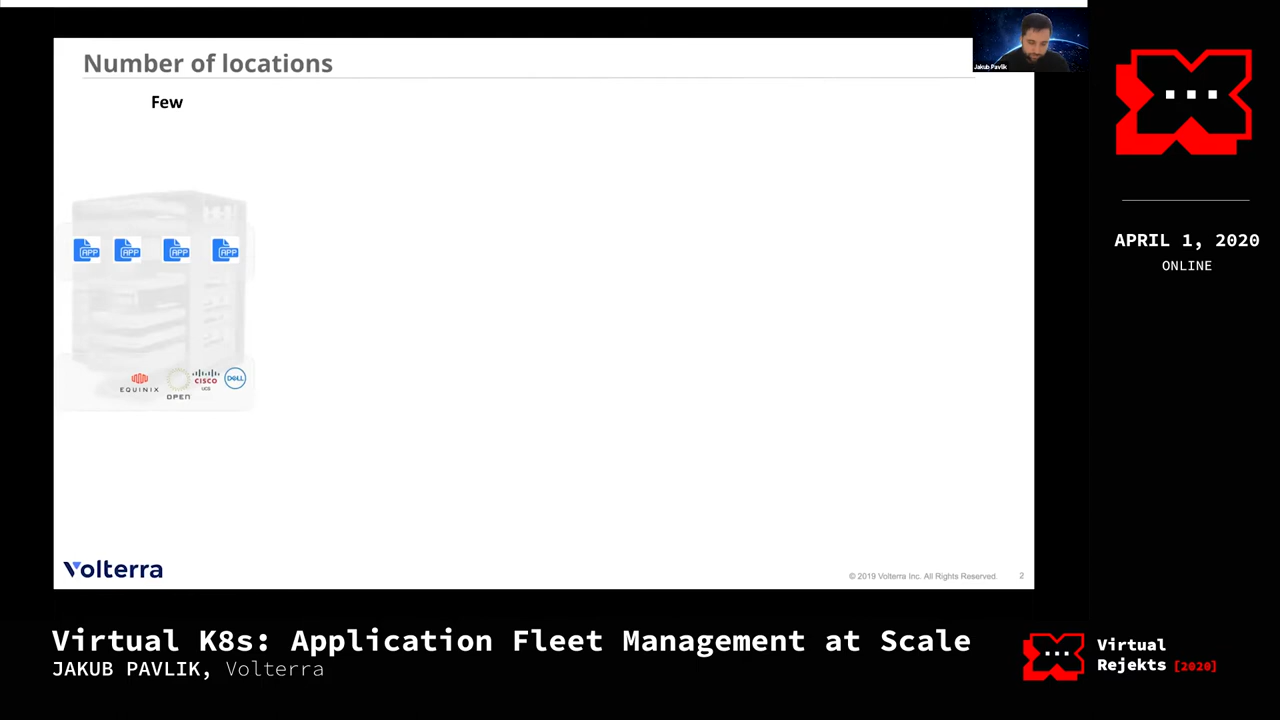 Number of locations
Few
APP APP APP APP
EQUINIX
OPEN
CISCO
UCS
DELL
Volterra
© 2019 Volterra Inc. All Rights Reserved. 2
Jakub Pavlik
APRIL 1, 2020
ONLINE
Virtual K8s: Application Fleet Management at Scale
JAKUB PAVLIK, Volterra
Virtual
Rejekts [2020]